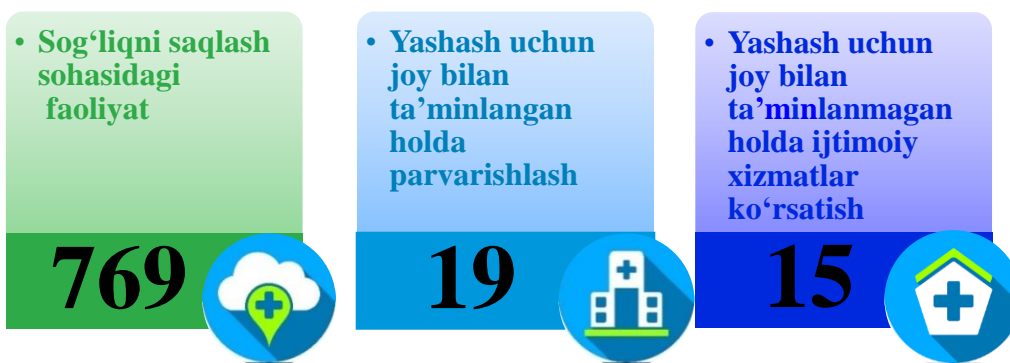 • Sog‘liqni saqlash
sohasidagi
faoliyat
769
• Yashash uchun
joy bilan
ta’minlangan
holda
parvarishlash
19
• Yashash uchun
joy bilan
ta’minlanmagan
holda ijtimoiy
xizmatlar
ko‘rsatish
15